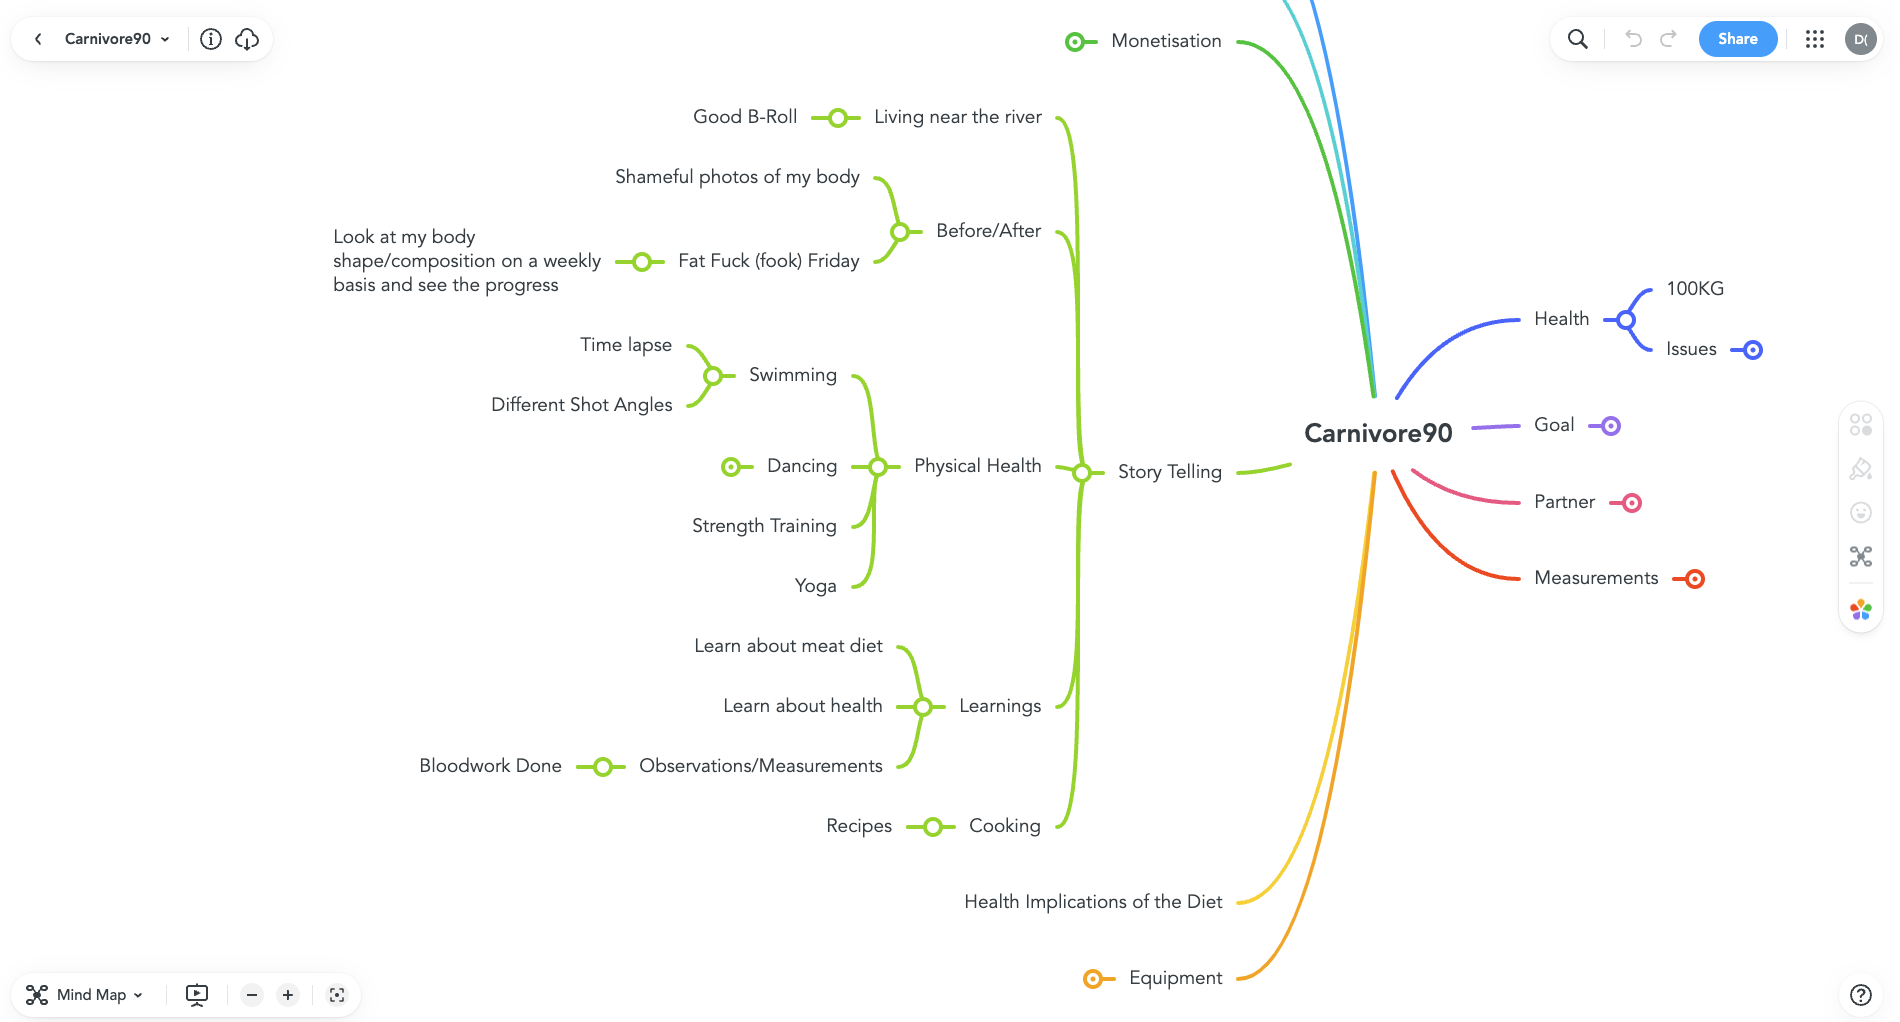 Carnivore90
Share
D(
Monetisation
Good B-Roll
Living near the river
Shameful photos of my body
Before/After
Look at my body
shape/composition on a weekly
basis and see the progress
Fat Fuck (fook) Friday
Time lapse
Swimming
Different Shot Angles
Dancing
Physical Health
Strength Training
Yoga
Story Telling
Learn about meat diet
Learn about health
Learnings
Bloodwork Done
Observations/Measurements
Recipes
Cooking
Health Implications of the Diet
Equipment
Carnivore90
Health
100KG
Issues
Goal
Partner
Measurements
Mind Map